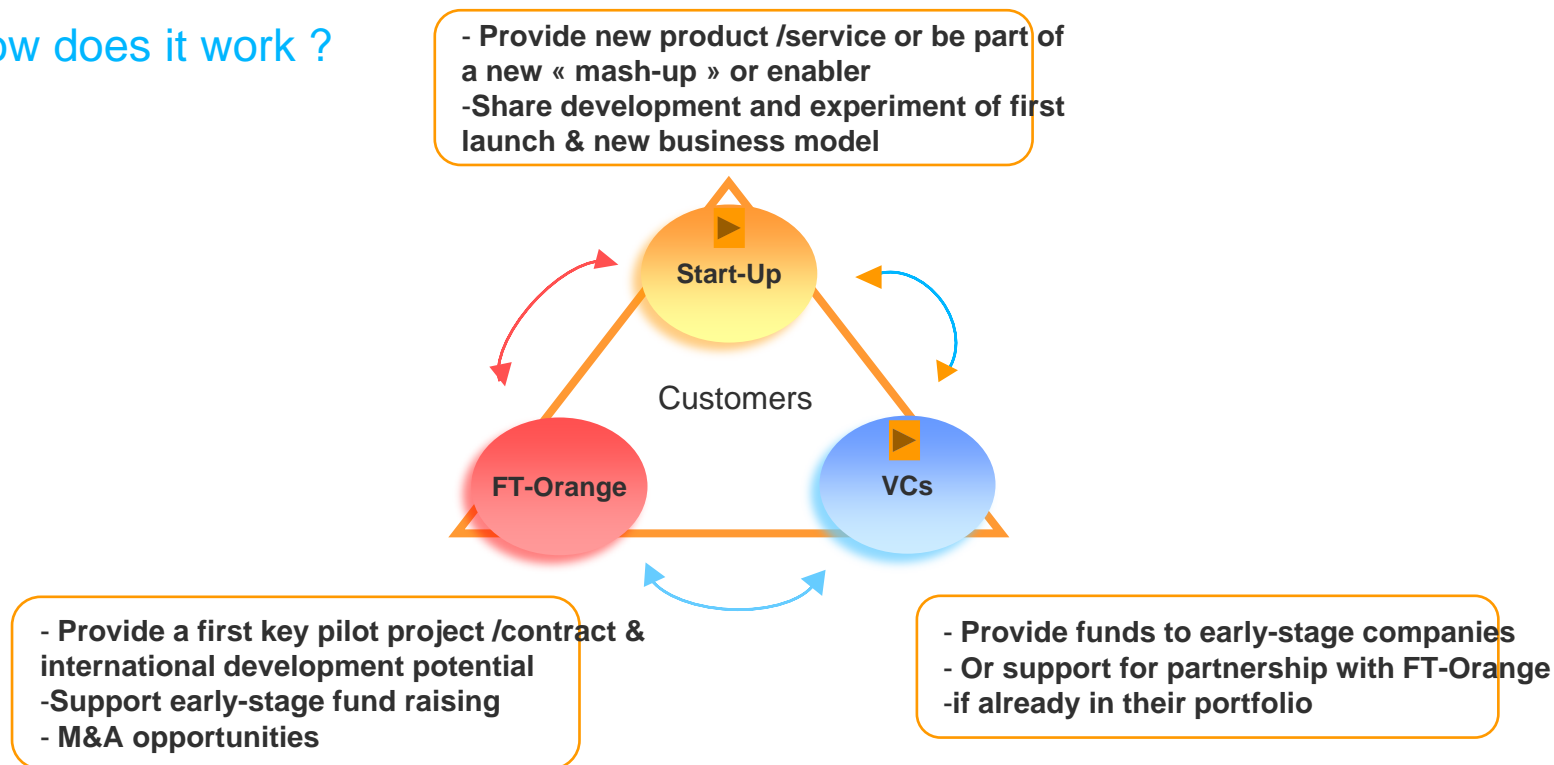 ow does it work ?
- Provide new product /service or be part of
a new « mash-up » or enabler
-Share development and experiment of first
launch & new business model
Start-Up
Customers
FT-Orange
VCs
- Provide a first key pilot project /contract &
international development potential
-Support early-stage fund raising
- M&A opportunities
- Provide funds to early-stage companies
- Or support for partnership with FT-Orange
-if already in their portfolio